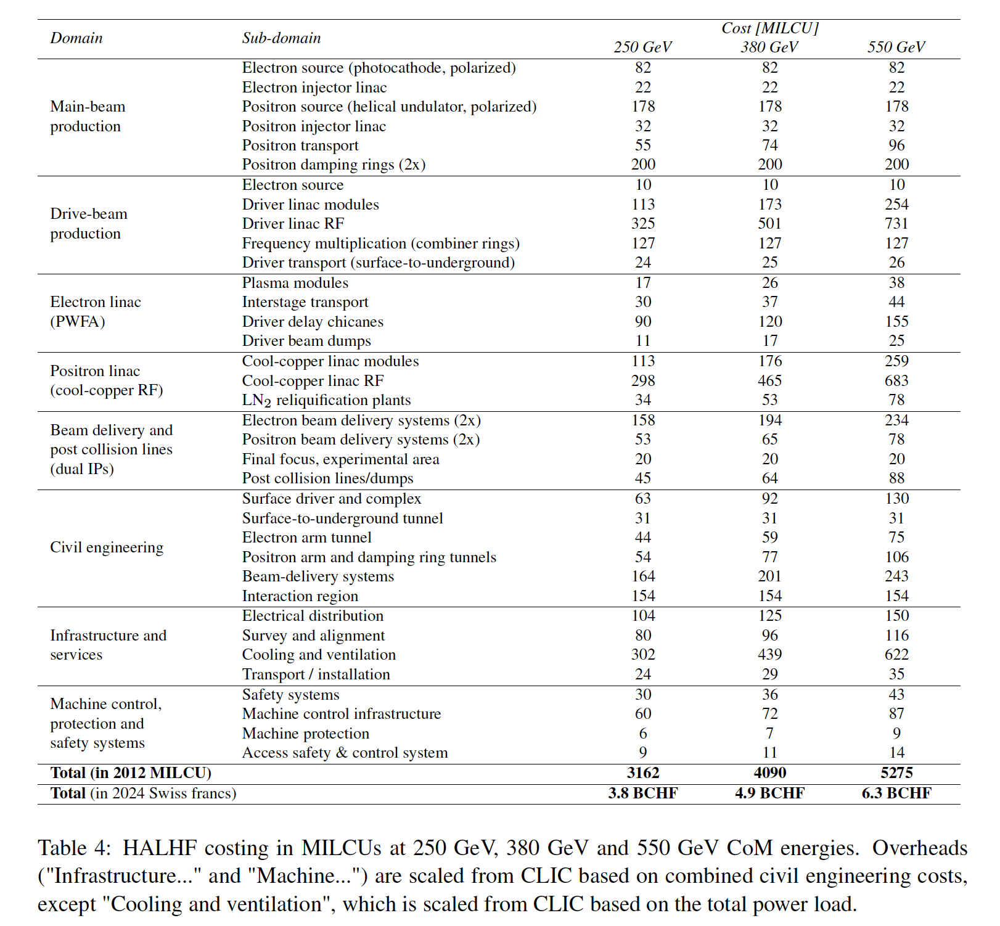 Domain Sub-domain Cost [MILCU]
250 GeV 380 GeV 550 GeV
Main-beam production
Electron source (photocathode, polarized) 82 82 82
Electron injector linac 22 22 22
Positron source (helical undulator, polarized) 178 178 178
Positron injector linac 32 32 32
Positron transport 55 74 96
Positron damping rings (2x) 200 200 200
Drive-beam production
Electron source 10 10 10
Driver linac modules 113 173 254
Driver linac RF 325 501 731
Frequency multiplication (combiner rings) 127 127 127
Driver transport (surface-to-underground) 24 25 26
Electron linac (PWFA)
Plasma modules 17 26 38
Interstage transport 30 37 44
Driver delay chicanes 90 120 155
Driver beam dumps 11 17 25
Positron linac (cool-copper RF)
Cool-copper linac modules 113 176 259
Cool-copper linac RF 298 465 683
LN₂ reliquification plants 34 53 78
Beam delivery and post collision lines (dual IPs)
Electron beam delivery systems (2x) 158 194 234
Positron beam delivery systems (2x) 53 65 78
Final focus, experimental area 20 20 20
Post collision lines/dumps 45 64 88
Civil engineering
Surface driver and complex 63 92 130
Surface-to-underground tunnel 31 31 31
Electron arm tunnel 44 59 75
Positron arm and damping ring tunnels 54 77 106
Beam-delivery systems 164 201 243
Interaction region 154 154 154
Infrastructure and services
Electrical distribution 104 125 150
Survey and alignment 80 96 116
Cooling and ventilation 302 439 622
Transport / installation 24 29 35
Machine control, protection and safety systems
Safety systems 30 36 43
Machine control infrastructure 60 72 87
Machine protection 6 7 9
Access safety & control system 9 11 14
Total (in 2012 MILCU) 3162 4090 5275
Total (in 2024 Swiss francs) 3.8 BCHF 4.9 BCHF 6.3 BCHF
Table 4: HALHF costing in MILCUs at 250 GeV, 380 GeV and 550 GeV CoM energies. Overheads
("Infrastructure..." and "Machine...") are scaled from CLIC based on combined civil engineering costs,
except "Cooling and ventilation", which is scaled from CLIC based on the total power load.